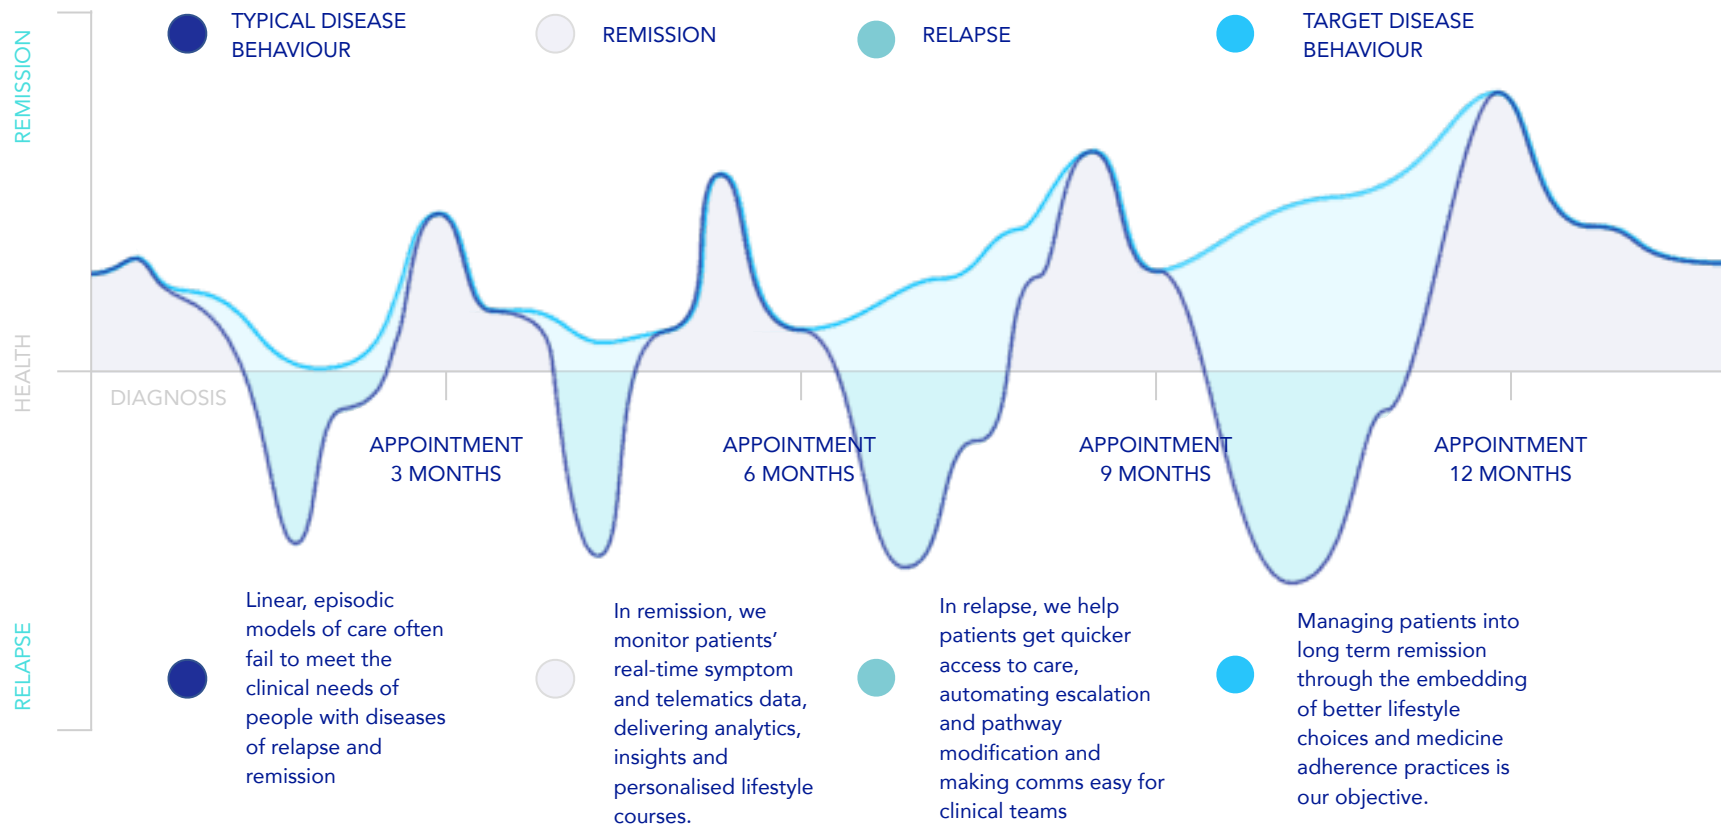 TYPICAL DISEASE
BEHAVIOUR
REMISSION
RELAPSE
TARGET DISEASE
BEHAVIOUR
REMISSION
HEALTH
RELAPSE
DIAGNOSIS
APPOINTMENT
3 MONTHS
APPOINTMENT
6 MONTHS
APPOINTMENT
9 MONTHS
APPOINTMENT
12 MONTHS
Linear, episodic
models of care often
fail to meet the
clinical needs of
people with diseases
of relapse and
remission
In remission, we
monitor patients’
real-time symptom
and telematics data,
delivering analytics,
insights and
personalised lifestyle
courses.
In relapse, we help
patients get quicker
access to care,
automating escalation
and pathway
modification and
making comms easy for
clinical teams
Managing patients into
long term remission
through the embedding
of better lifestyle
choices and medicine
adherence practices is
our objective.